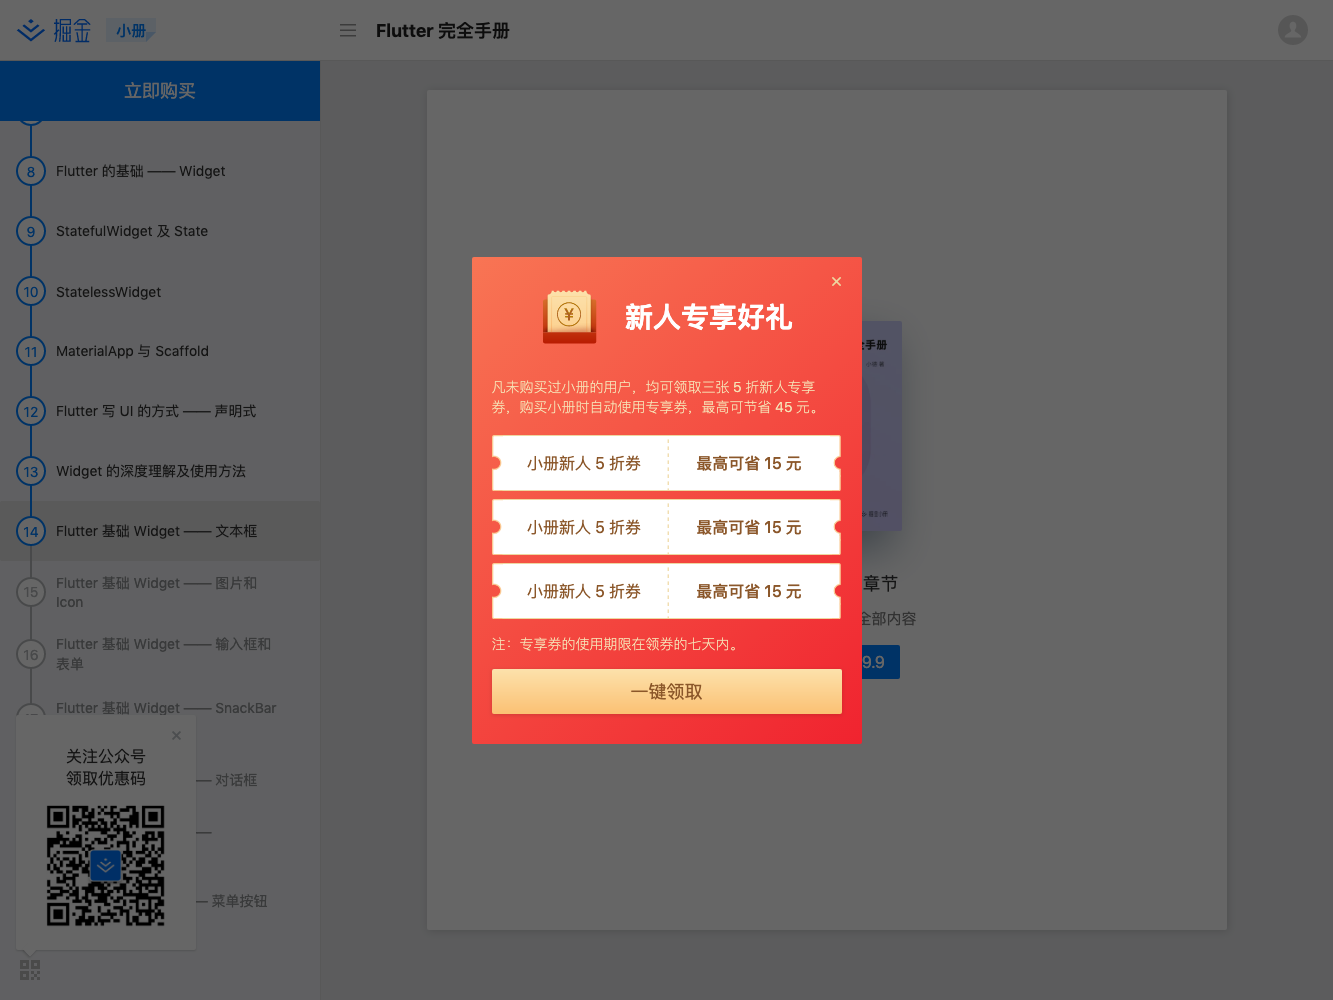 掘金
小册
Flutter 完全手册
立即购买
8
Flutter 的基础 —— Widget
9
StatefulWidget 及 State
10
StatelessWidget
11
MaterialApp 与 Scaffold
12
Flutter 写 UI 的方式 —— 声明式
13
Widget 的深度理解及使用方法
14
Flutter 基础 Widget —— 文本框
15
Flutter 基础 Widget —— 图片和
Icon
16
Flutter 基础 Widget —— 输入框和
表单
Flutter 基础 Widget —— SnackBar
—— 对话框
——
—— 菜单按钮
关注公众号
领取优惠码
新人专享好礼
凡未购买过小册的用户，均可领取三张 5 折新人专享
券，购买小册时自动使用专享券，最高可节省 45 元。
小册新人 5 折券
最高可省 15 元
小册新人 5 折券
最高可省 15 元
小册新人 5 折券
最高可省 15 元
注：专享券的使用期限在领券的七天内。
一键领取
全手册
章节
全部内容
9.9